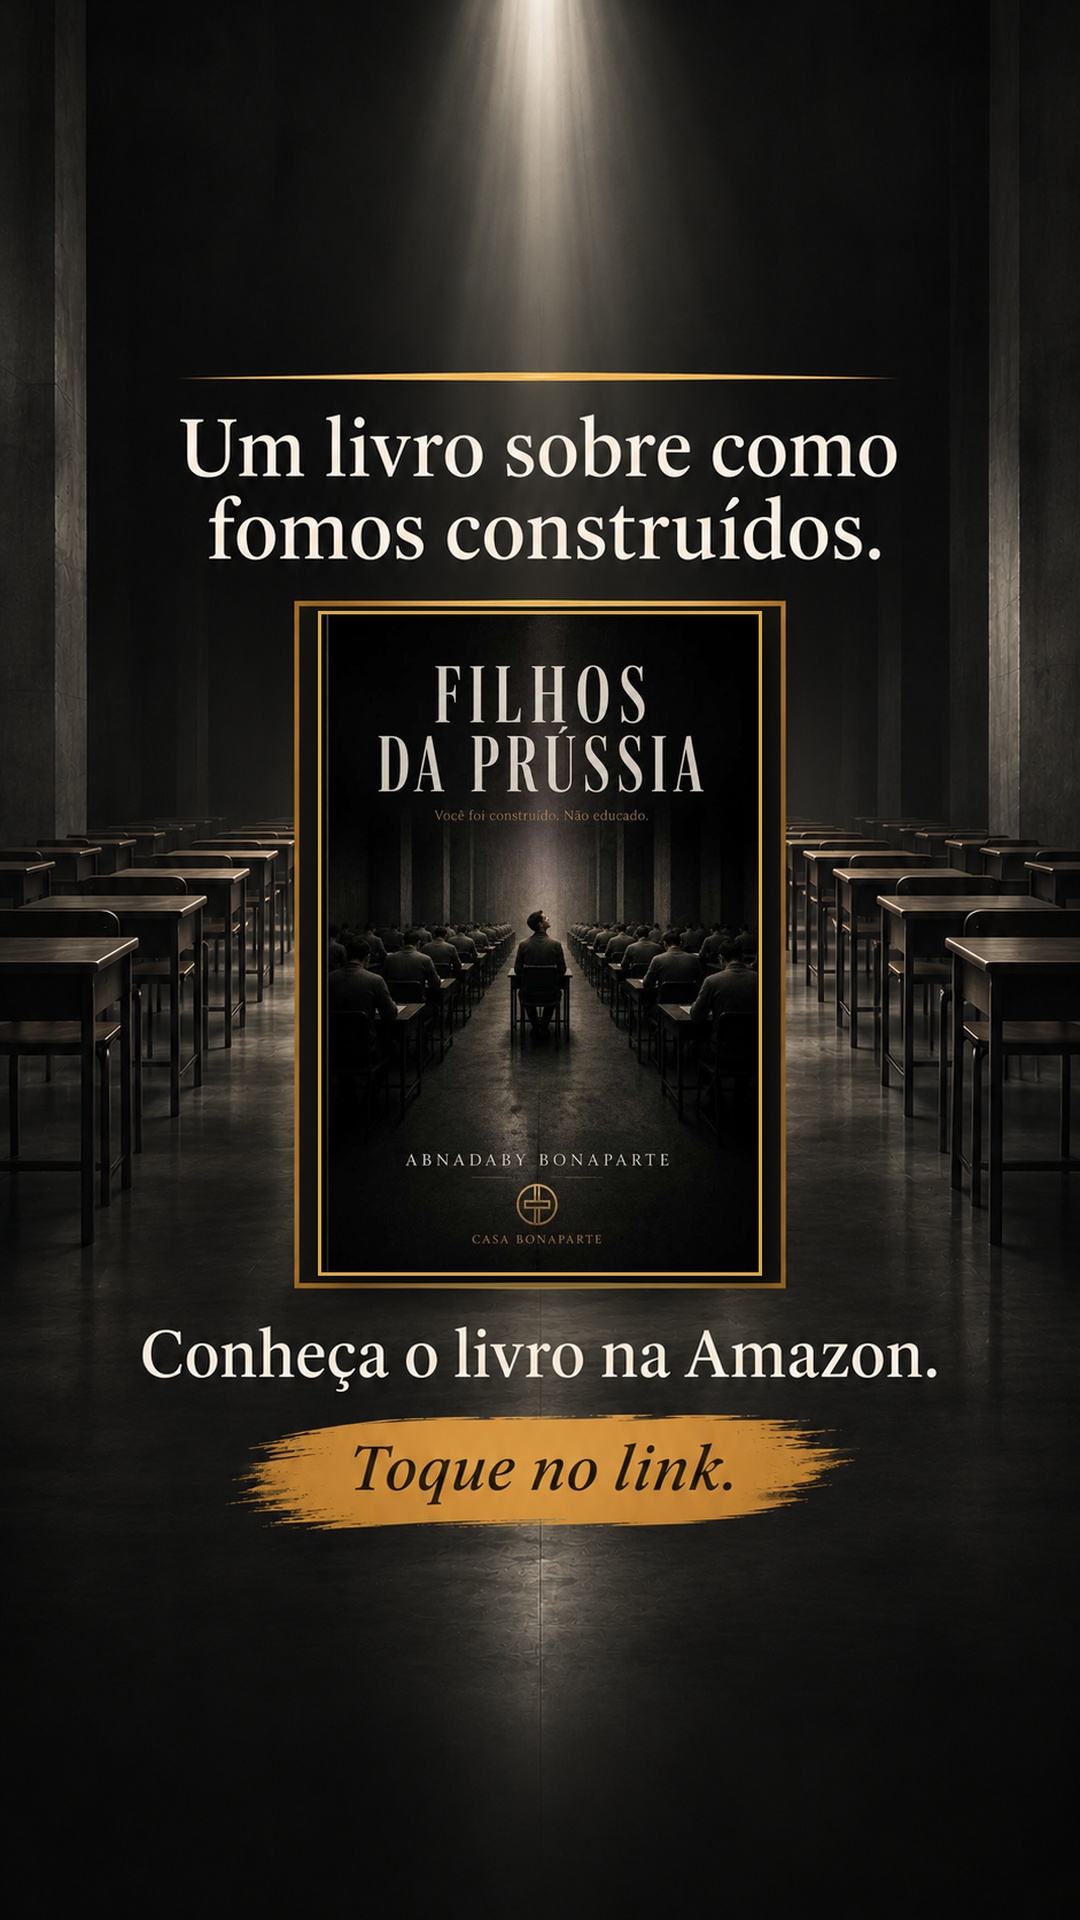 Um livro sobre como
fomos construídos.
FILHOS
DA PRÚSSIA
Você foi construído. Não educado.
ABNADABY BONAPARTE
CASA BONAPARTE
Conheça o livro na Amazon.
Toque no link.